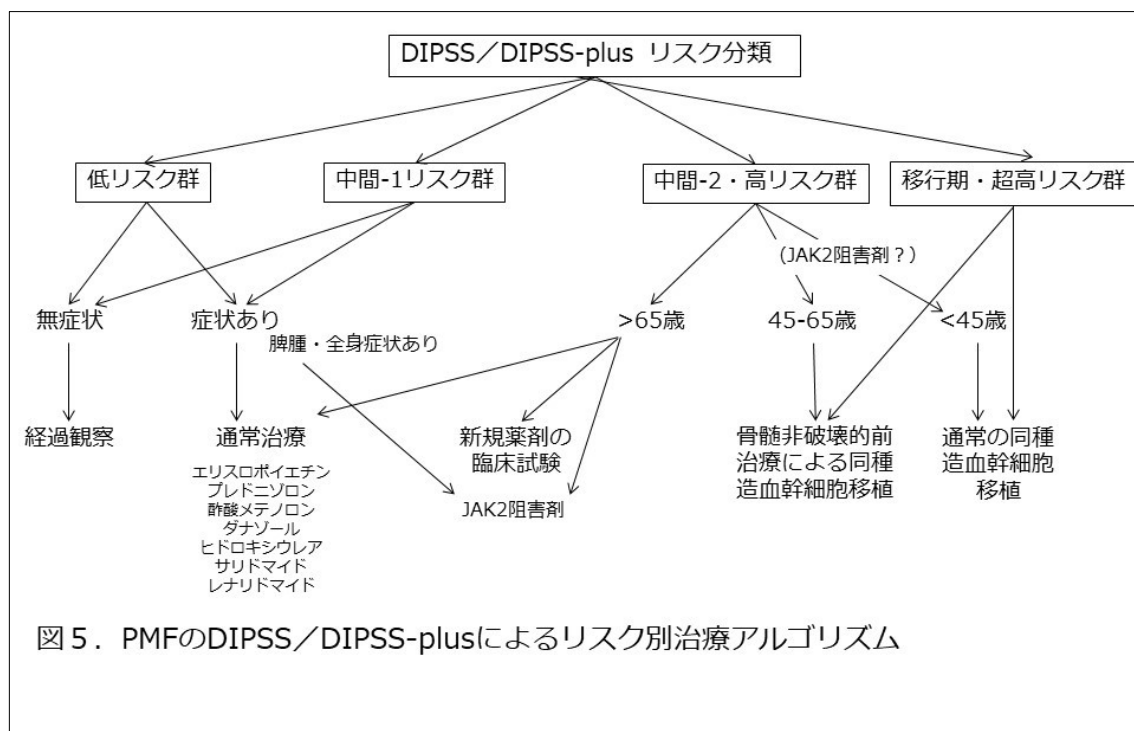 DIPSS／DIPSS-plus リスク分類
低リスク群
中間-1リスク群
中間-2・高リスク群
移行期・超高リスク群
（JAK2阻害剤？）
無症状
症状あり
>65歳
45-65歳
<45歳
脾腫・全身症状あり
経過観察
通常治療
エリスロポイエチン
プレドニゾロン
酢酸メテノロン
ダナゾール
ヒドロキシウレア
サリドマイド
レナリドマイド
新規薬剤の
臨床試験
JAK2阻害剤
骨髄非破壊的前
治療による同種
造血幹細胞移植
通常の同種
造血幹細胞
移植
図５．PMFのDIPSS／DIPSS-plusによるリスク別治療アルゴリズム